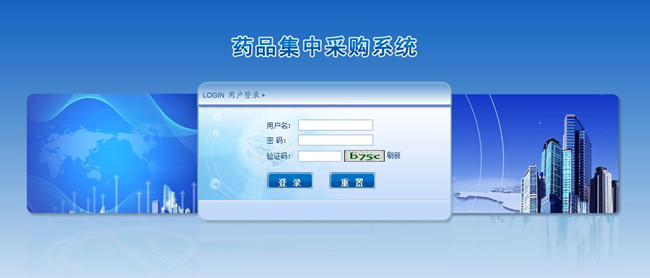 药品集中采购系统
LOGIN 用户登录
用户名:
密 码:
验证码: b75c 刷新
登 录 重 置